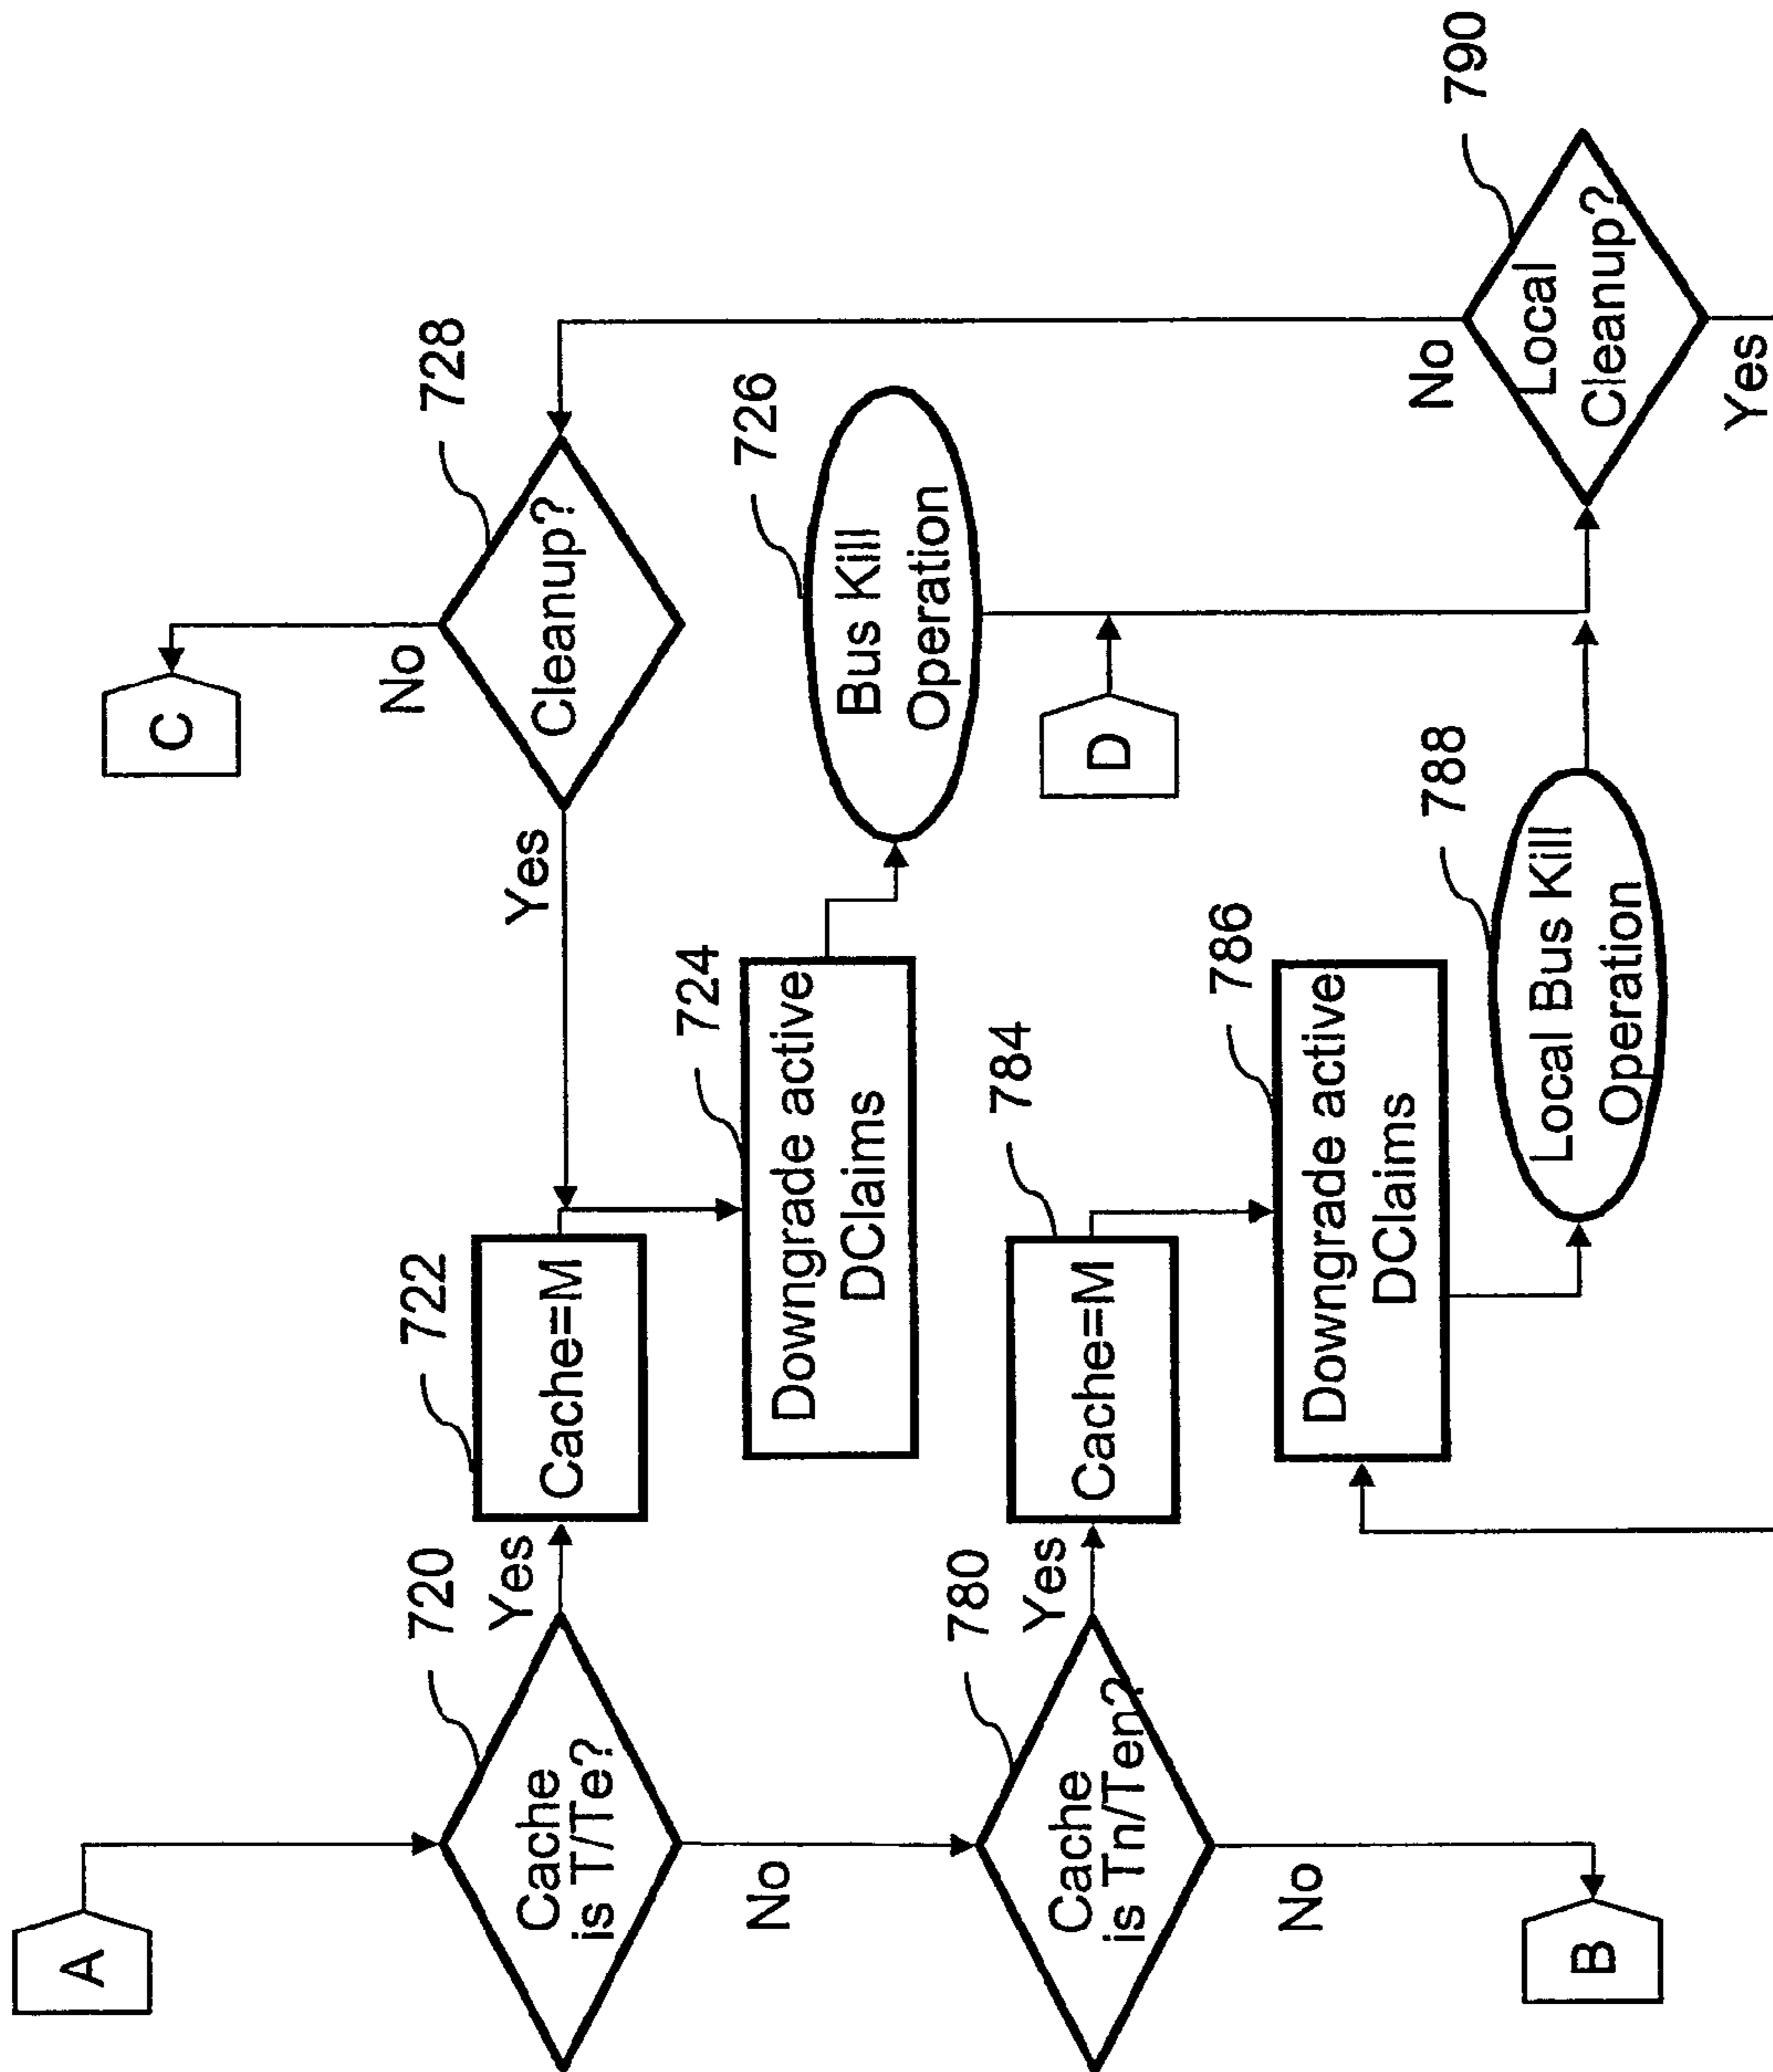 A
720
Cache
is T/Te?
Yes
No
722
Cache=M
724
Downgrade active
DClaims
726
Bus Kill
Operation
728
Cleanup?
Yes
No
C
780
Cache
is Tn/Ten?
Yes
No
B
784
Cache=M
786
Downgrade active
DClaims
788
Local Bus Kill
Operation
D
790
Local
Cleanup?
No
Yes